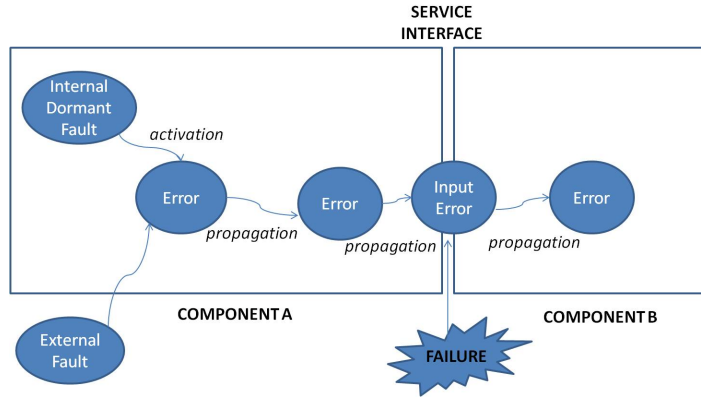 SERVICE
INTERFACE
Internal
Dormant
Fault
activation
Error
propagation
Error
propagation
Input
Error
propagation
Error
COMPONENT A
COMPONENT B
External
Fault
FAILURE